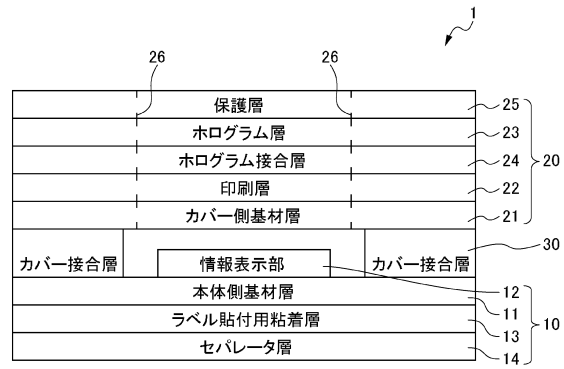 1
26
26
保護層
25
ホログラム層
23
ホログラム接合層
24
20
印刷層
22
カバー側基材層
21
カバー接合層
情報表示部
カバー接合層
30
12
本体側基材層
11
10
ラベル貼付用粘着層
13
セパレータ層
14